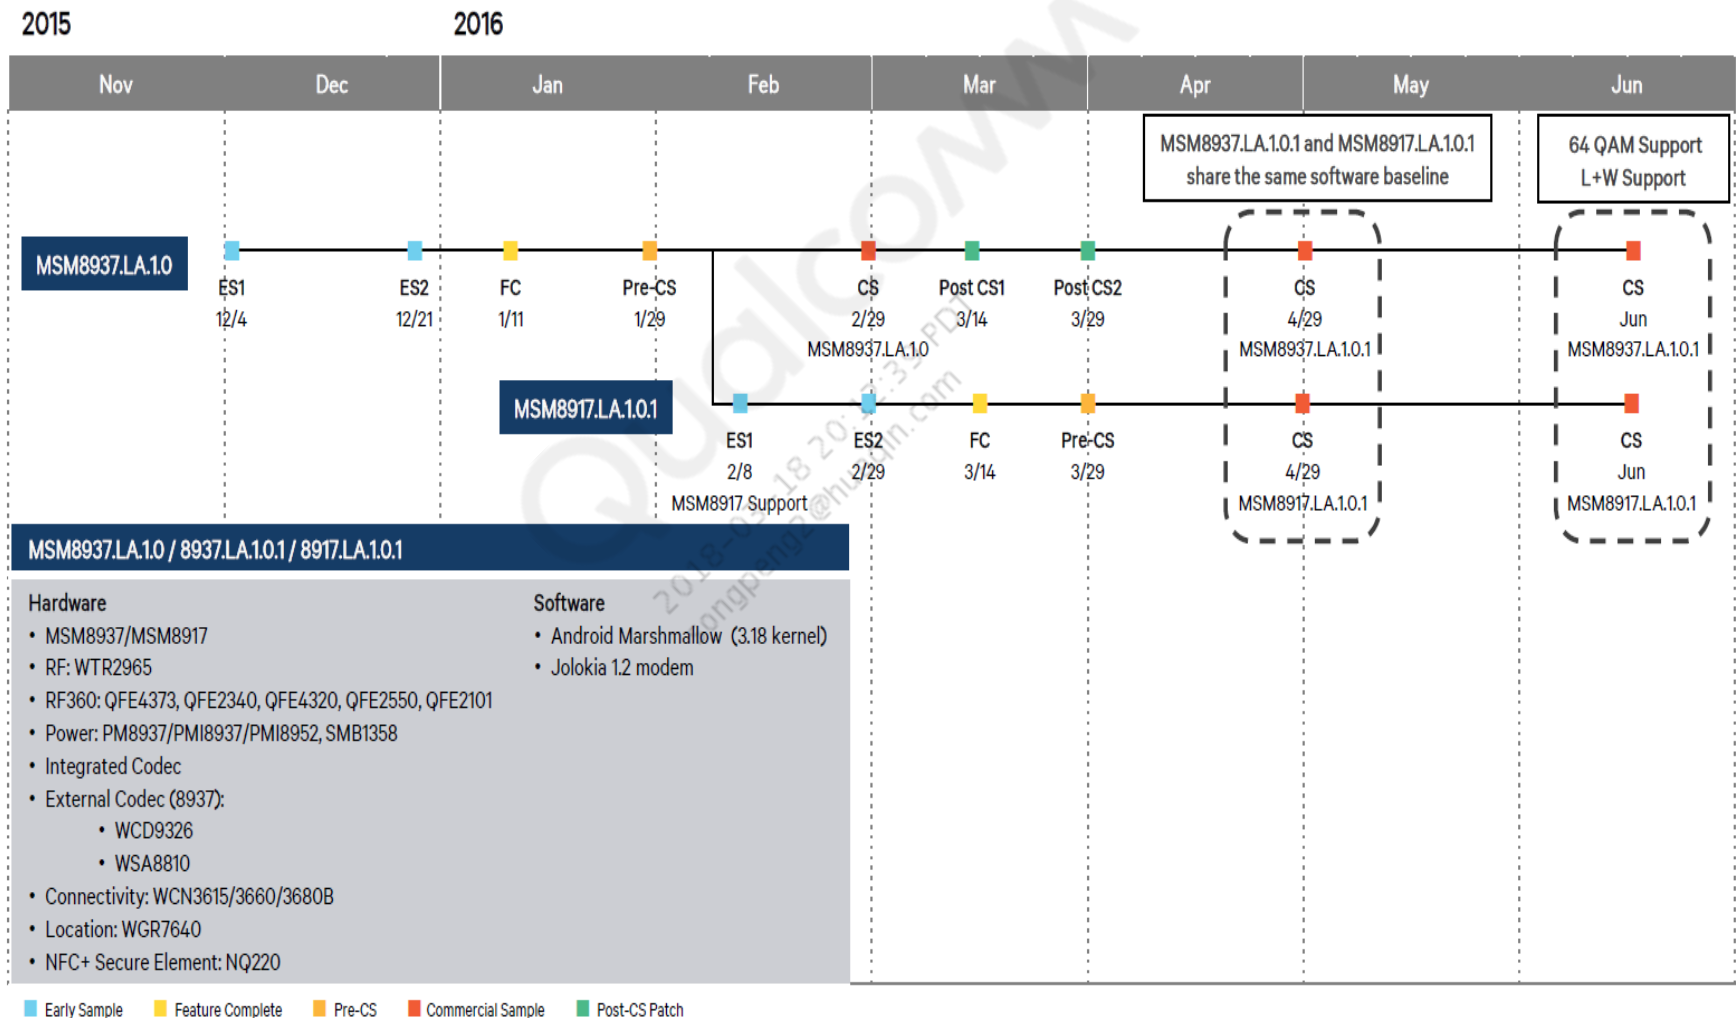 2015 2016
Nov Dec Jan Feb Mar Apr May Jun
MSM8937.LA.1.0.1 and MSM8917.LA.1.0.1
share the same software baseline
64 QAM Support
L+W Support
MSM8937.LA.1.0
ES1 ES2 FC Pre-CS CS Post CS1 Post CS2 CS CS
12/4 12/21 1/11 1/29 2/29 3/14 3/29 4/29 Jun
MSM8937.LA.1.0 MSM8937.LA.1.0.1 MSM8937.LA.1.0.1
MSM8917.LA.1.0.1
ES1 ES2 FC Pre-CS CS CS
2/8 2/29 3/14 3/29 4/29 Jun
MSM8917 Support MSM8917.LA.1.0.1 MSM8917.LA.1.0.1
MSM8937.LA.1.0 / 8937.LA.1.0.1 / 8917.LA.1.0.1
Hardware
• MSM8937/MSM8917
• RF: WTR2965
• RF360: QFE4373, QFE2340, QFE4320, QFE2550, QFE2101
• Power: PM8937/PMI8937/PMI8952, SMB1358
• Integrated Codec
• External Codec (8937):
• WCD9326
• WSA8810
• Connectivity: WCN3615/3660/3680B
• Location: WGR7640
• NFC+ Secure Element: NQ220
Software
• Android Marshmallow (3.18 kernel)
• Jolokia 1.2 modem
Early Sample Feature Complete Pre-CS Commercial Sample Post-CS Patch
Qualcomm